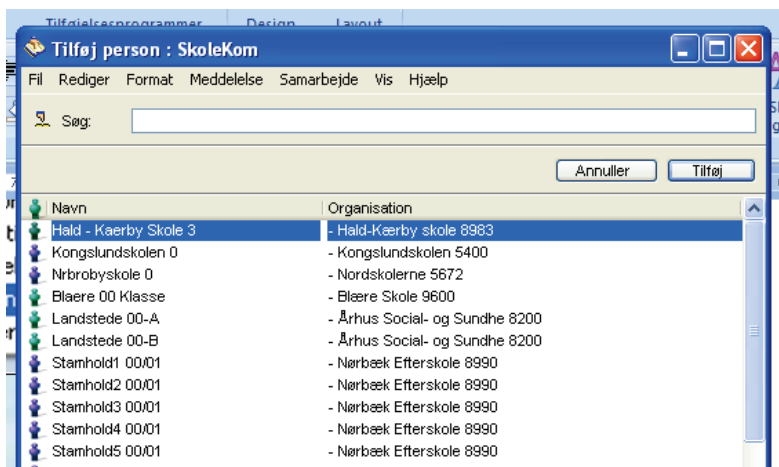 Tilføjelsesprogrammer Design Layout
Tilføj person : SkoleKom
Fil Rediger Format Meddelelse Samarbejde Vis Hjælp
Søg:
Annuller Tilføj
Navn Organisation
Hald - Kaerby Skole 3 - Hald-Kærby skole 8983
Kongslundskolen 0 - Kongslundskolen 5400
Nrbrobyskole 0 - Nordskolerne 5672
Blaere 00 Klasse - Blære Skole 9600
Landstede 00-A - Århus Social- og Sundhe 8200
Landstede 00-B - Århus Social- og Sundhe 8200
Stamhold1 00/01 - Nørbæk Efterskole 8990
Stamhold2 00/01 - Nørbæk Efterskole 8990
Stamhold3 00/01 - Nørbæk Efterskole 8990
Stamhold4 00/01 - Nørbæk Efterskole 8990
Stamhold5 00/01 - Nørbæk Efterskole 8990